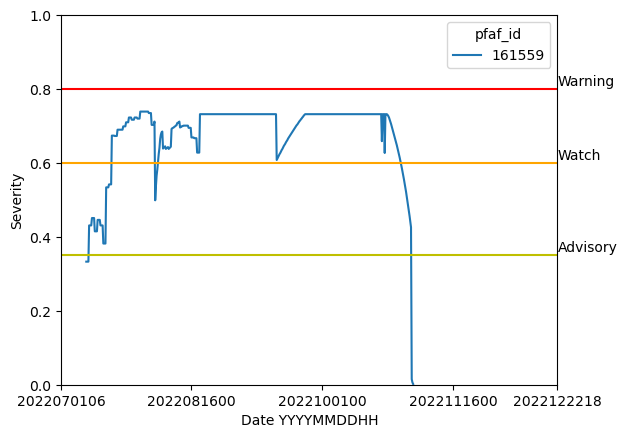 1.0
0.8
0.6
0.4
0.2
0.0
Severity
pfaf_id
161559
Warning
Watch
Advisory
2022070106 2022081600 2022100100 2022111600 2022122218
Date YYYYMMDDHH